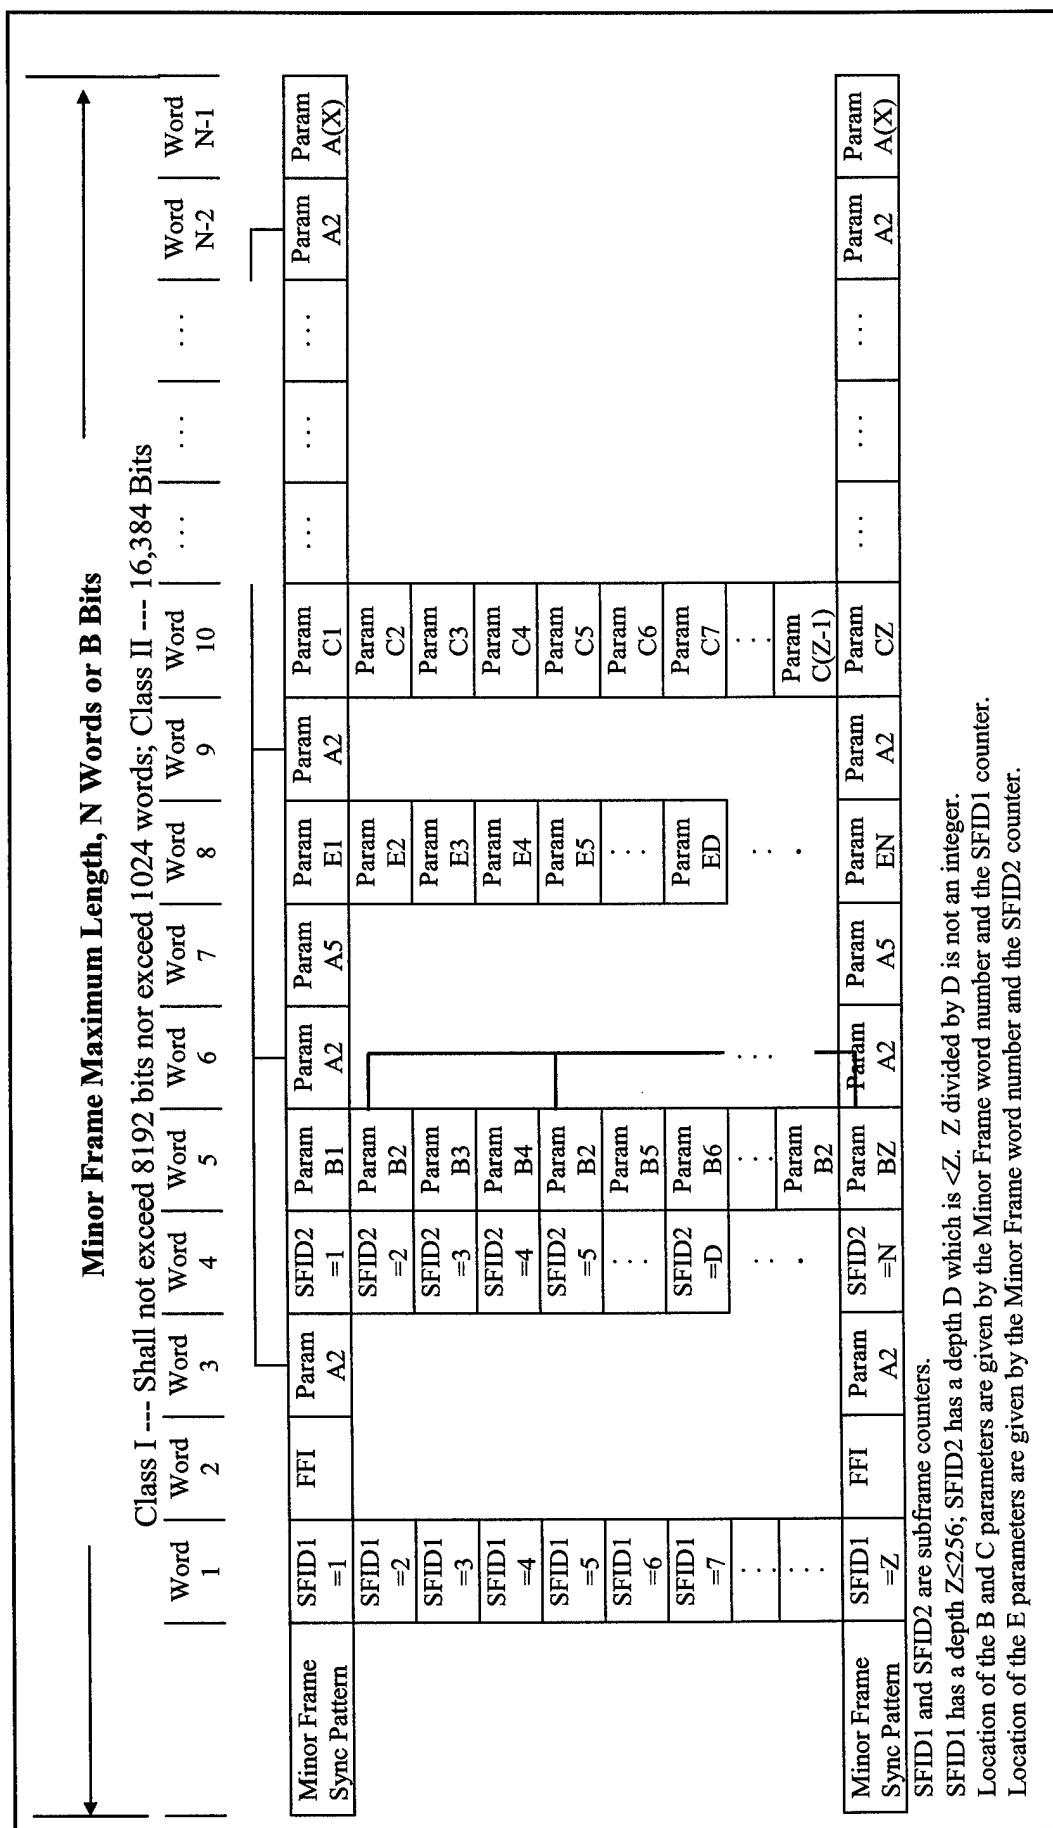 Minor Frame Maximum Length, N Words or B Bits
Class I --- Shall not exceed 8192 bits nor exceed 1024 words; Class II --- 16,384 Bits
Word 1 Word 2 Word 3 Word 4 Word 5 Word 6 Word 7 Word 8 Word 9 Word 10 ... ... ... Word N-2 Word N-1
Minor Frame Sync Pattern SFID1 =1 FFI Param A2 SFID2 =1 Param B1 Param A2 Param A5 Param E1 Param A2 Param C1 ... ... ... Param A2 Param A(X)
SFID1 =2 SFID2 =2 Param B2 Param E2 Param C2
SFID1 =3 SFID2 =3 Param B3 Param E3 Param C3
SFID1 =4 SFID2 =4 Param B4 Param E4 Param C4
SFID1 =5 SFID2 =5 Param B2 Param E5 Param C5
SFID1 =6 ... Param B5 ... Param C6
SFID1 =7 SFID2 =D Param B6 Param ED Param C7
... ... ... ... ... ...
... . Param B2 . Param C(Z-1)
Minor Frame Sync Pattern SFID1 =Z FFI Param A2 SFID2 =N Param BZ Param A2 Param A5 Param EN Param A2 Param CZ ... ... ... Param A2 Param A(X)
SFID1 and SFID2 are subframe counters.
SFID1 has a depth Z≤256; SFID2 has a depth D which is <Z. Z divided by D is not an integer.
Location of the B and C parameters are given by the Minor Frame word number and the SFID1 counter.
Location of the E parameters are given by the Minor Frame word number and the SFID2 counter.